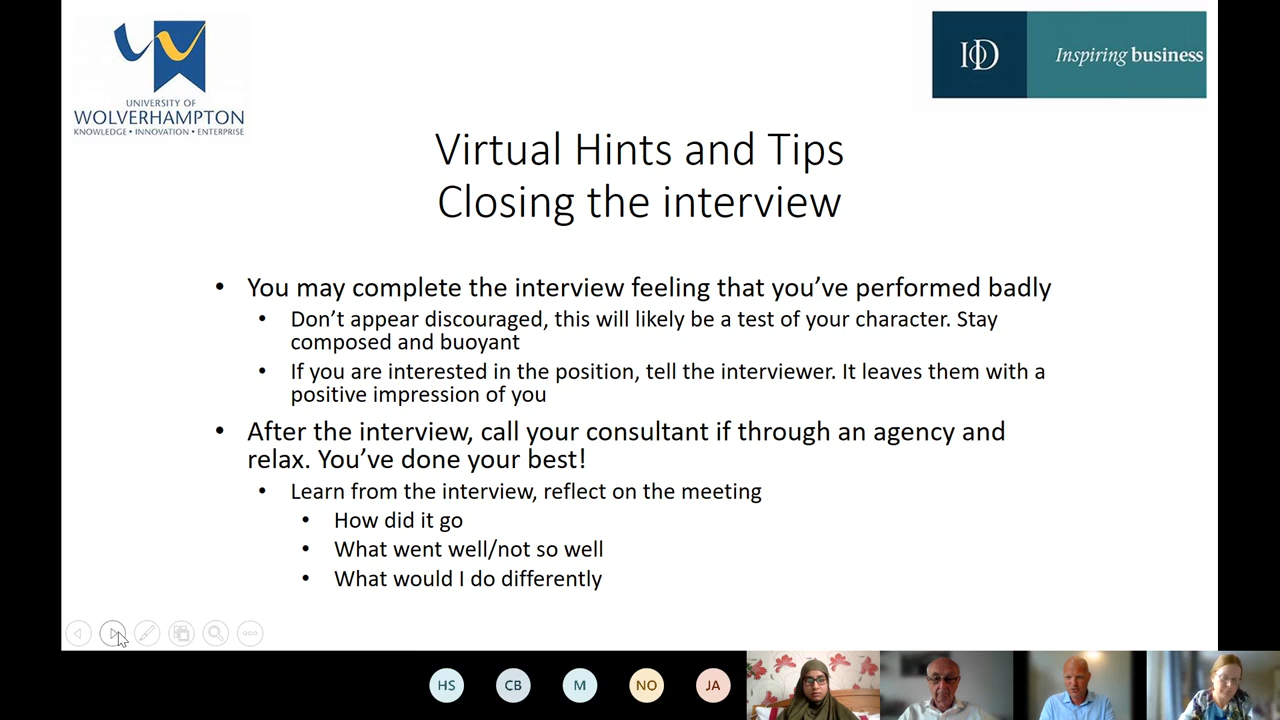 UNIVERSITY OF
WOLVERHAMPTON
KNOWLEDGE • INNOVATION • ENTERPRISE
IoD
Inspiring business
Virtual Hints and Tips
Closing the interview
• You may complete the interview feeling that you’ve performed badly
• Don’t appear discouraged, this will likely be a test of your character. Stay
composed and buoyant
• If you are interested in the position, tell the interviewer. It leaves them with a
positive impression of you
• After the interview, call your consultant if through an agency and
relax. You’ve done your best!
• Learn from the interview, reflect on the meeting
• How did it go
• What went well/not so well
• What would I do differently
HS
CB
M
NO
JA